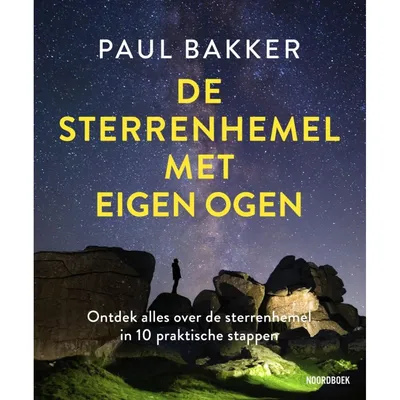 PAUL BAKKER
DE
STERRENHEMEL
MET
EIGEN OGEN
Ontdek alles over de sterrenhemel
in 10 praktische stappen
NOORDBOEK